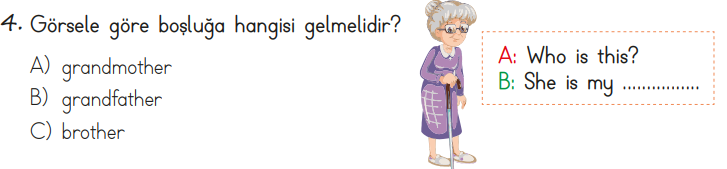 4. Görsele göre boşluğa hangisi gelmelidir?
A) grandmother
B) grandfather
C) brother
A: Who is this?
B: She is my ................